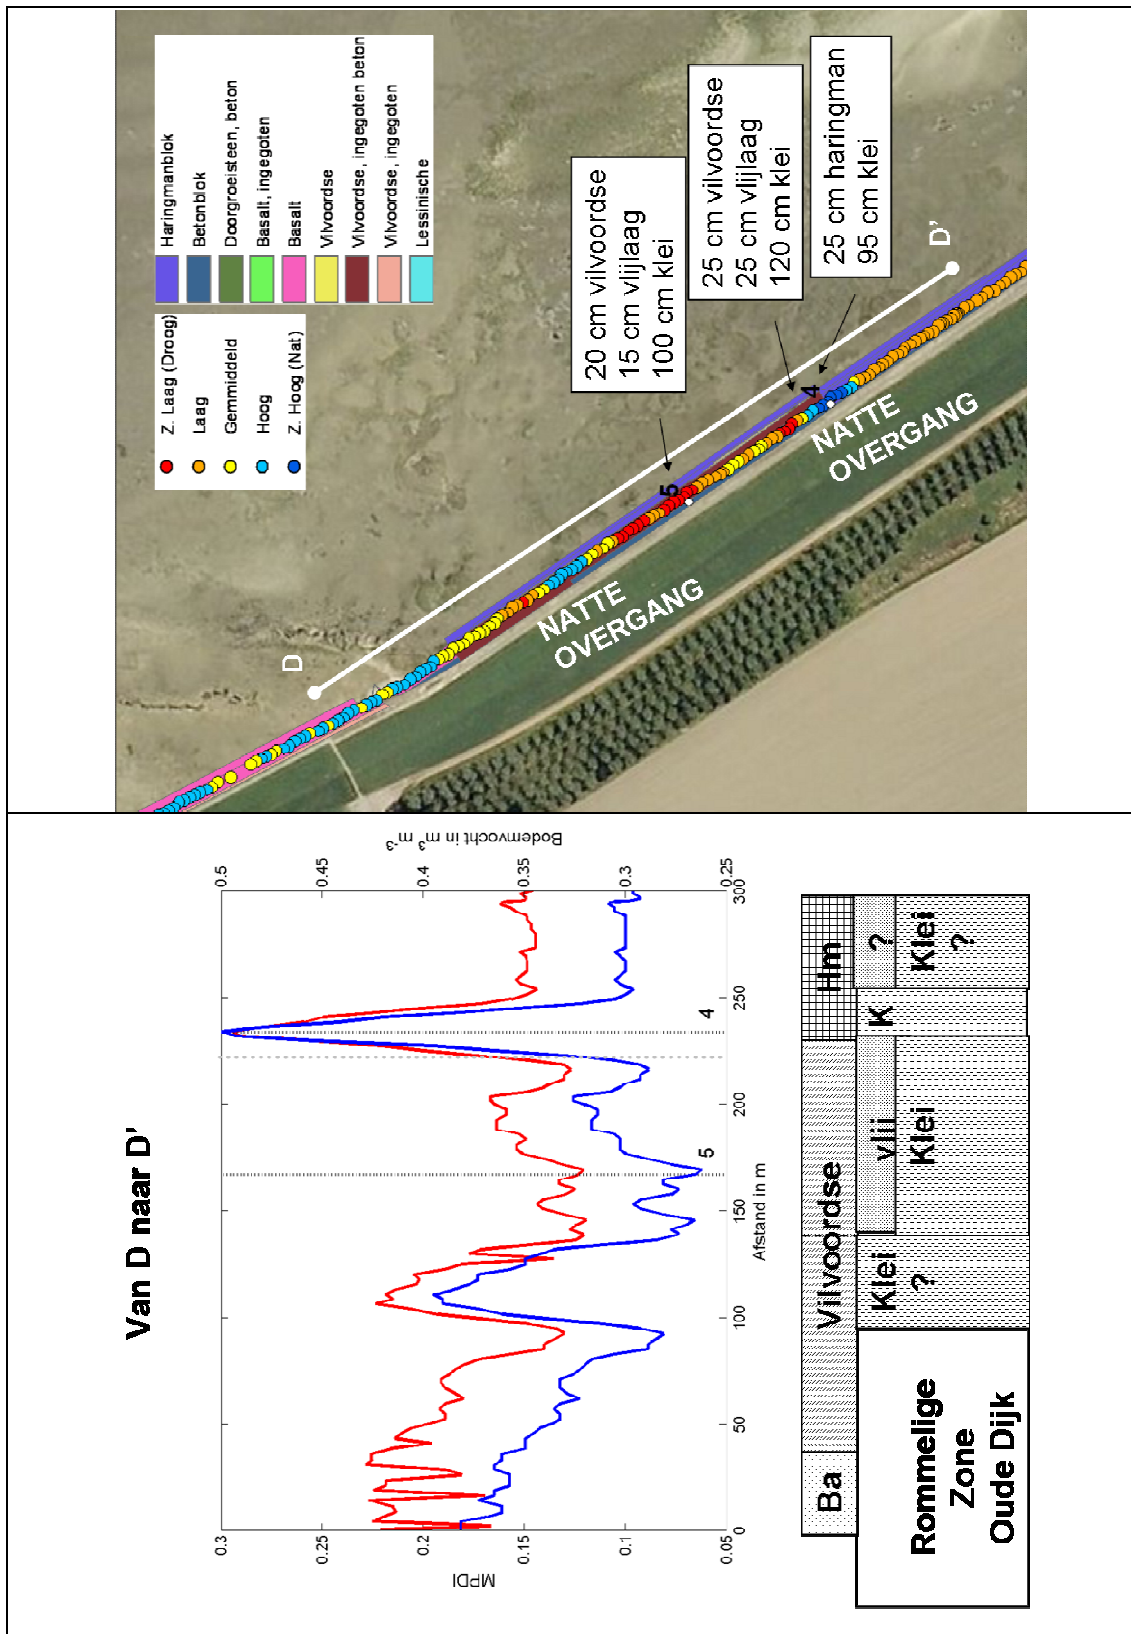 Haringmanblok
Betonblok
Doorgroeisteen, beton
Basalt, ingegoten
Basalt
Vilvoordse
Vilvoordse, ingegoten beton
Vilvoordse, ingegoten
Lessinische
Z. Laag (Droog)
Laag
Gemmiddeld
Hoog
Z. Hoog (Nat)
20 cm vilvoordse
15 cm vlijlaag
100 cm klei
25 cm vilvoordse
25 cm vlijlaag
120 cm klei
25 cm haringman
95 cm klei
D
D'
5
4
NATTE
OVERGANG
NATTE
OVERGANG
Van D naar D'
MPDI
0.3
0.25
0.2
0.15
0.1
0.05
Bodemvocht in m³ m⁻³
0.5
0.45
0.4
0.35
0.3
0.25
0
50
100
150
200
250
300
Afstand in m
5
4
Ba
Vilvoordse
Hm
Rommelige
Zone
Oude Dijk
Klei
?
vlij
Klei
K
?
Klei
?